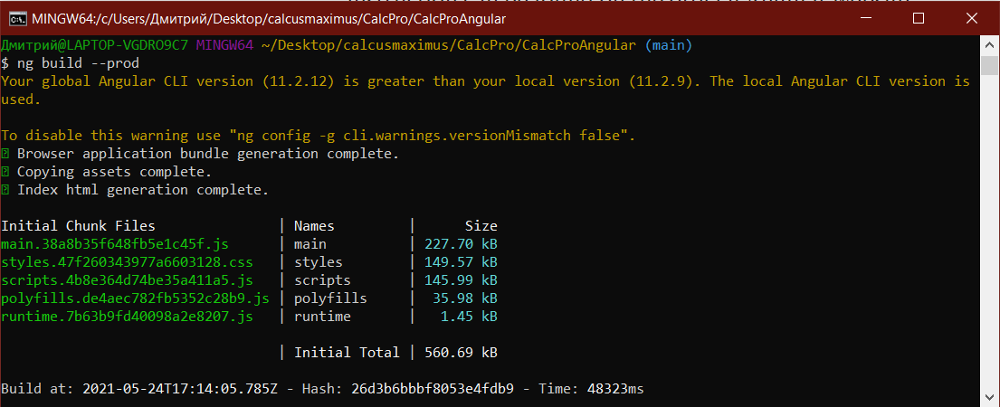 MINGW64:/c/Users/Дмитрий/Desktop/calcusmaximus/CalcPro/CalcProAngular
Дмитрий@LAPTOP-VGDRO9C7 MINGW64 ~/Desktop/calcusmaximus/CalcPro/CalcProAngular (main)
$ ng build --prod
Your global Angular CLI version (11.2.12) is greater than your local version (11.2.9). The local Angular CLI version is
used.
To disable this warning use "ng config -g cli.warnings.versionMismatch false".
Browser application bundle generation complete.
Copying assets complete.
Index html generation complete.
Initial Chunk Files | Names | Size
main.38a8b35f648fb5e1c45f.js | main | 227.70 kB
styles.47f260343977a6603128.css | styles | 149.57 kB
scripts.4b8e364d74be35a411a5.js | scripts | 145.99 kB
polyfills.de4aec782fb5352c28b9.js | polyfills | 35.98 kB
runtime.7b63b9fd40098a2e8207.js | runtime | 1.45 kB
| Initial Total | 560.69 kB
Build at: 2021-05-24T17:14:05.785Z - Hash: 26d3b6bbbf8053e4fdb9 - Time: 48323ms